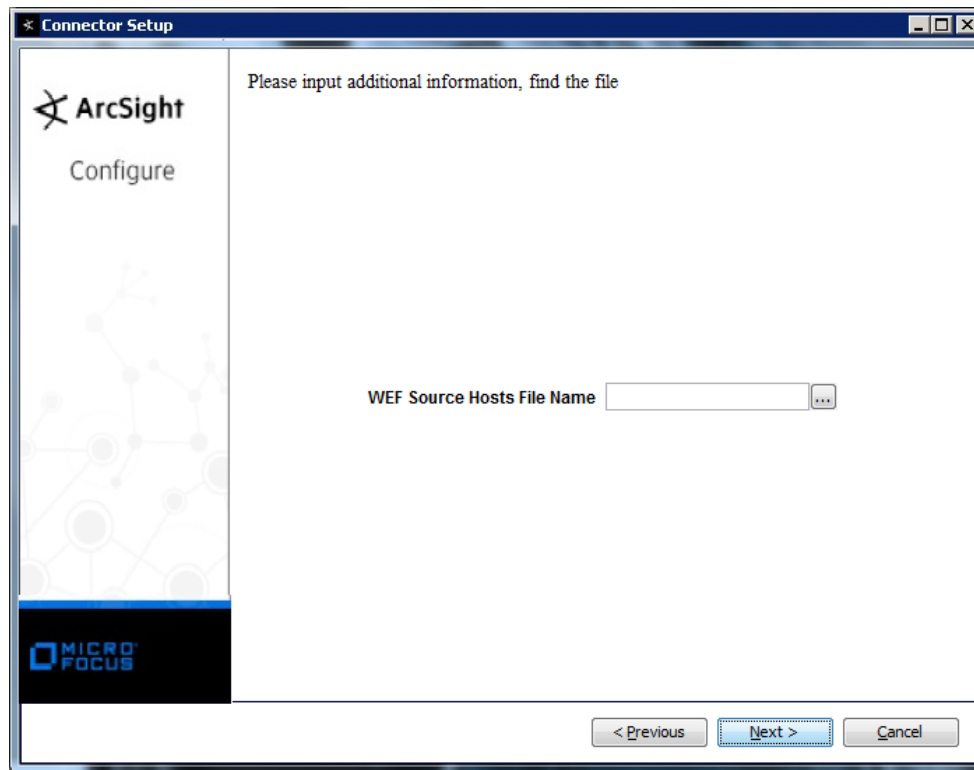 Connector Setup
ArcSight
Configure
Please input additional information, find the file
WEF Source Hosts File Name
...
MICRO
FOCUS
< Previous
Next >
Cancel